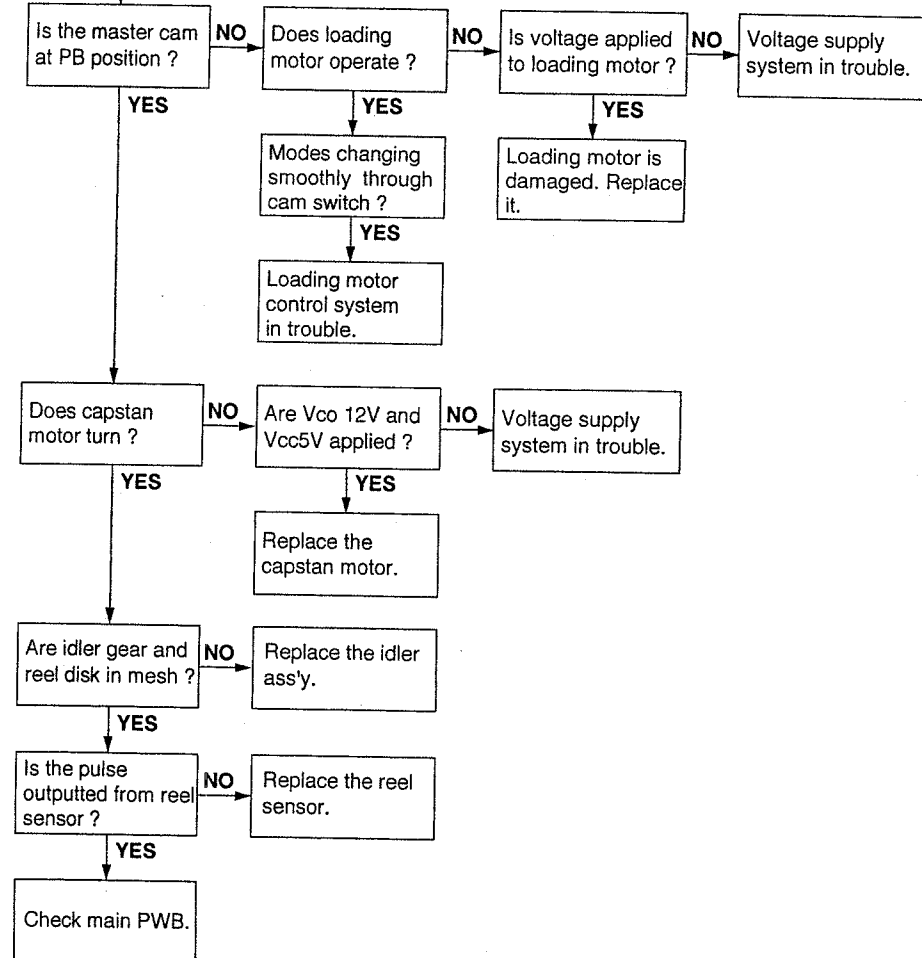 Is the master cam
at PB position ?
NO
Does loading
motor operate ?
NO
Is voltage applied
to loading motor ?
NO
Voltage supply
system in trouble.
YES
YES
YES
Modes changing
smoothly through
cam switch ?
Loading motor is
damaged. Replace
it.
YES
Loading motor
control system
in trouble.
Does capstan
motor turn ?
NO
Are Vco 12V and
Vcc5V applied ?
NO
Voltage supply
system in trouble.
YES
YES
Replace the
capstan motor.
Are idler gear and
reel disk in mesh ?
NO
Replace the idler
ass'y.
YES
Is the pulse
outputted from reel
sensor ?
NO
Replace the reel
sensor.
YES
Check main PWB.